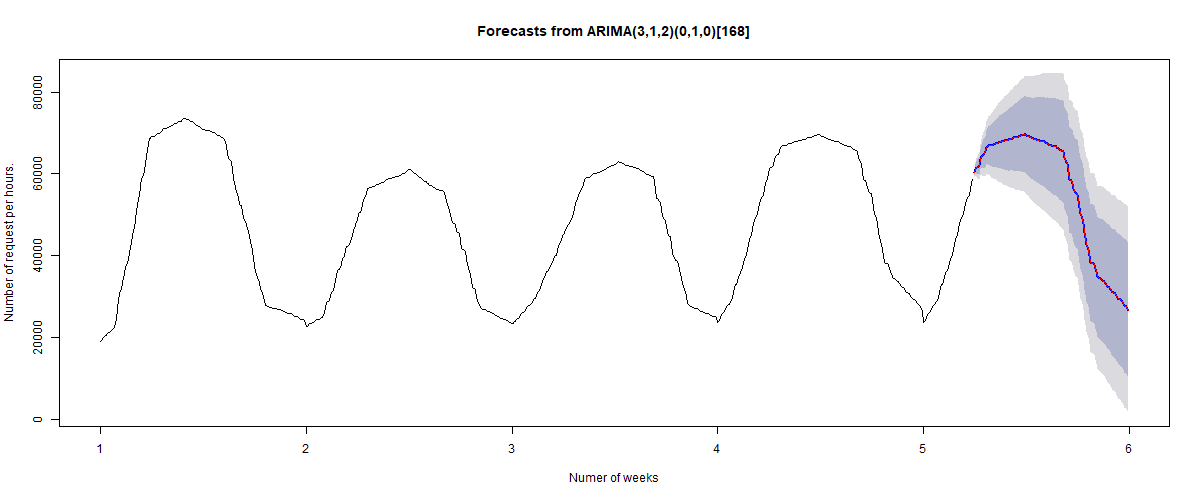 Forecasts from ARIMA(3,1,2)(0,1,0)[168]
Number of request per hours.
80000
60000
40000
20000
0
1 2 3 4 5 6
Numer of weeks